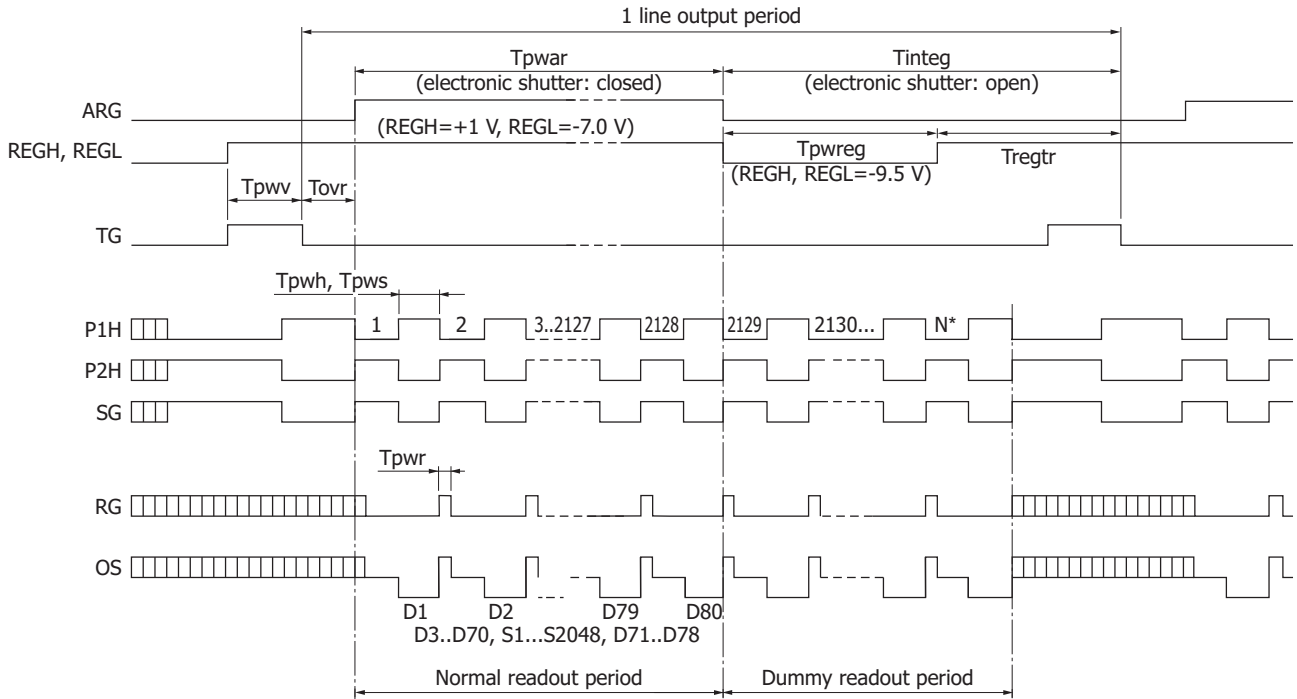 1 line output period
Tpwar
(electronic shutter: closed)
Tinteg
(electronic shutter: open)
ARG
(REGH=+1 V, REGL=-7.0 V)
REGH, REGL
Tpwreg
(REGH, REGL=-9.5 V)
Tregtr
Tpwv
Tovr
TG
Tpwh, Tpws
P1H
1 2 3..2127 2128 2129 2130... N*
P2H
SG
Tpwr
RG
OS
D1 D2 D79 D80
D3..D70, S1...S2048, D71..D78
Normal readout period
Dummy readout period